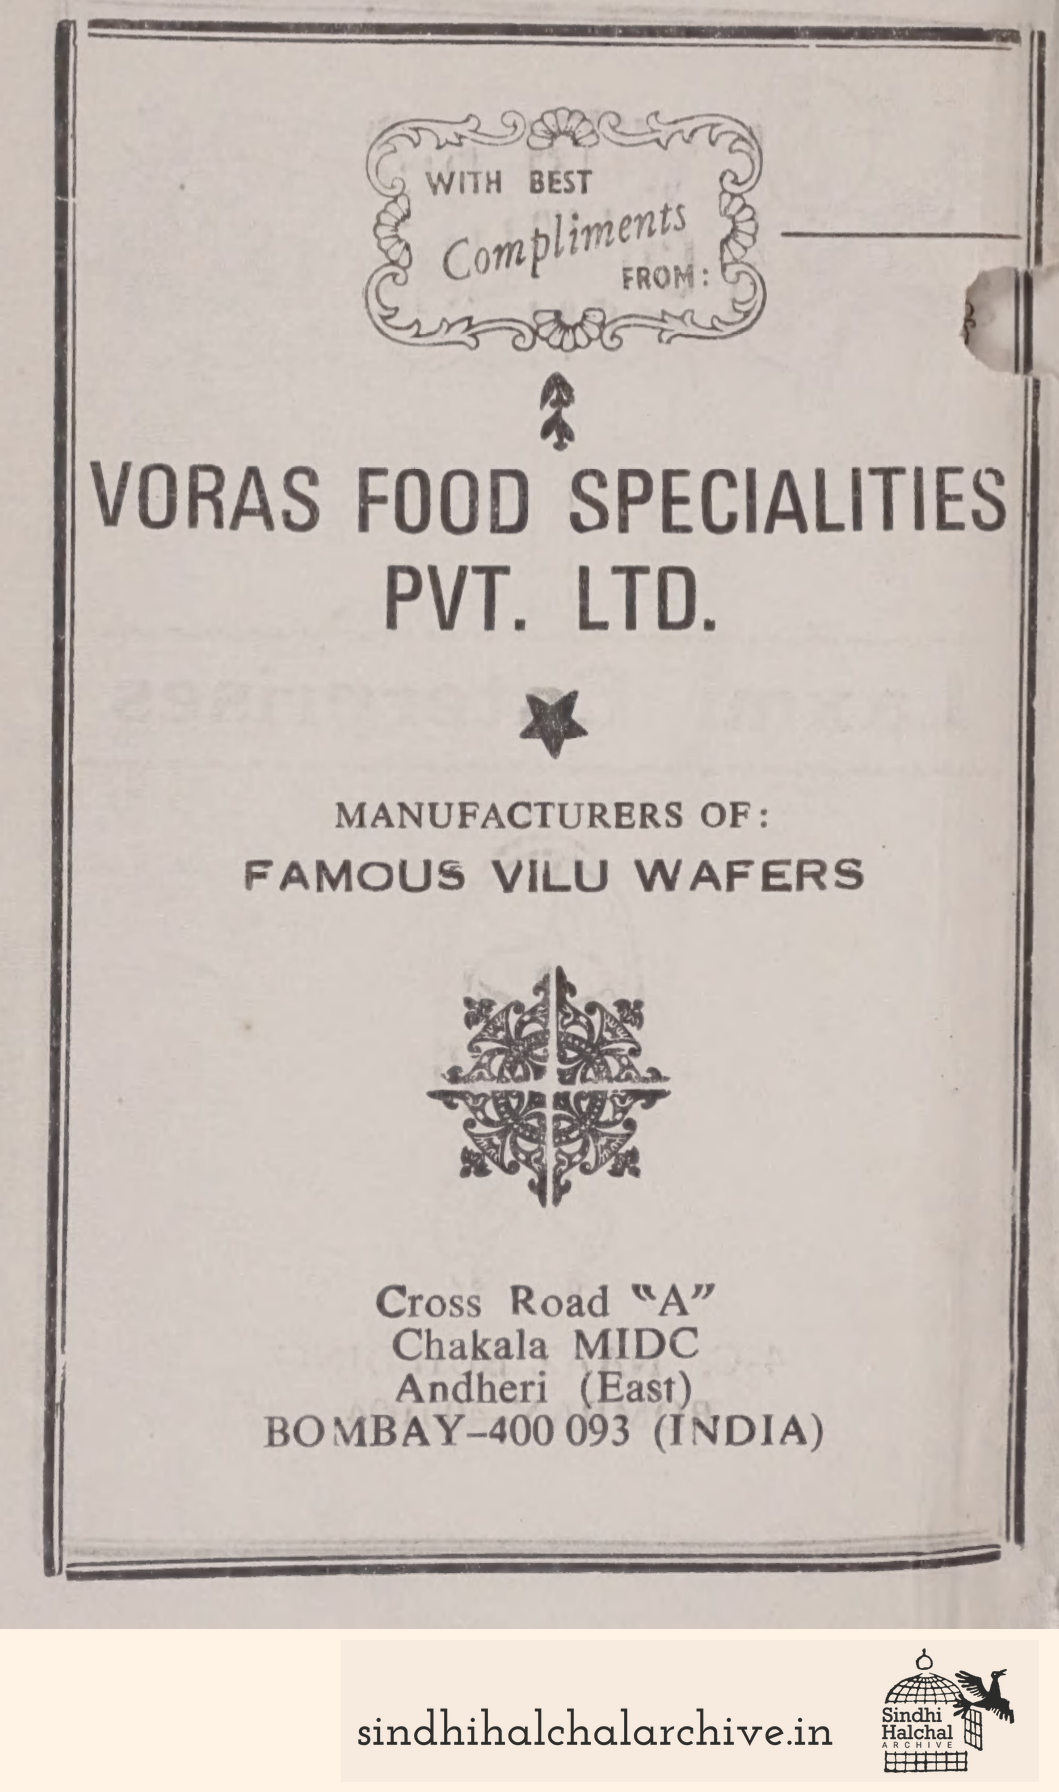 WITH BEST
Compliments
FROM:
VORAS FOOD SPECIALITIES
PVT. LTD.
MANUFACTURERS OF:
FAMOUS VILU WAFERS
Cross Road "A"
Chakala MIDC
Andheri (East)
BOMBAY-400 093 (INDIA)
sindhihalchalarchive.in
Sindhi
Halchal
ARCHIVE